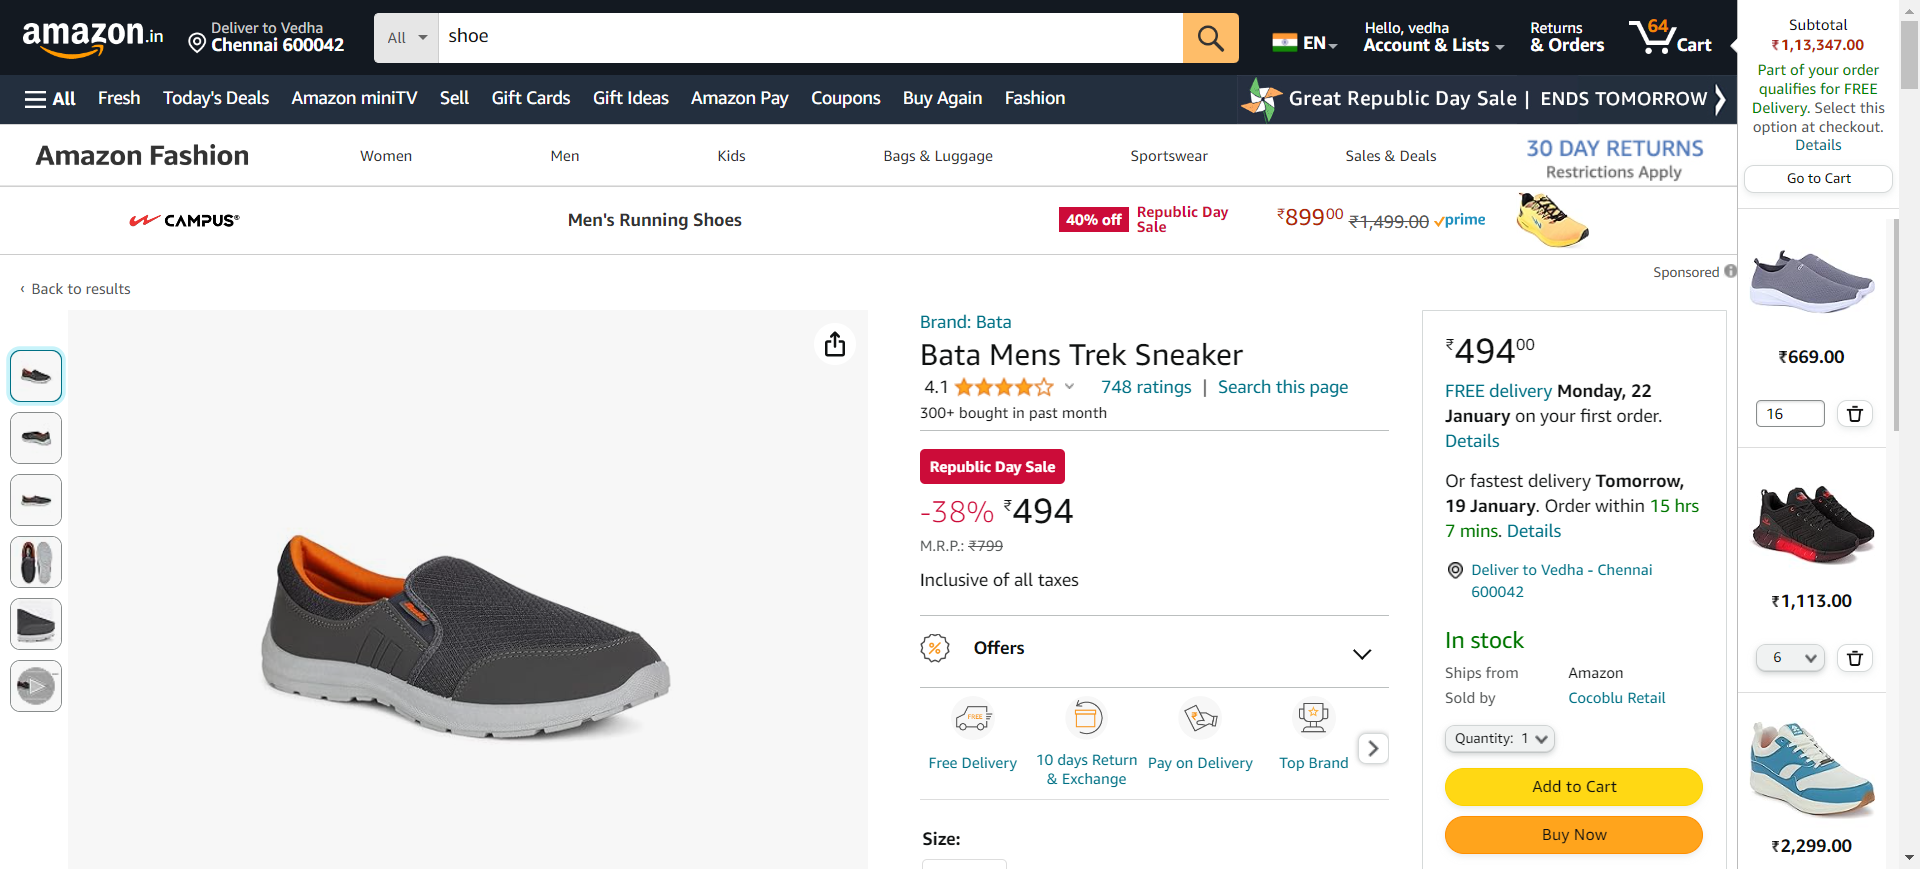 amazon.in
Deliver to Vedha
Chennai 600042
All
shoe
EN
Hello, vedha
Account & Lists
Returns
& Orders
64
Cart
All
Fresh
Today's Deals
Amazon miniTV
Sell
Gift Cards
Gift Ideas
Amazon Pay
Coupons
Buy Again
Fashion
Great Republic Day Sale | ENDS TOMORROW
Amazon Fashion
Women
Men
Kids
Bags & Luggage
Sportswear
Sales & Deals
30 DAY RETURNS
Restrictions Apply
CAMPUS®
Men's Running Shoes
40% off
Republic Day
Sale
₹89900
₹1,499.00
prime
Sponsored
‹ Back to results
Brand: Bata
Bata Mens Trek Sneaker
4.1
748 ratings | Search this page
300+ bought in past month
Republic Day Sale
-38% ₹494
M.R.P.: ₹799
Inclusive of all taxes
Offers
FREE
Free Delivery
10 days Return
& Exchange
Pay on Delivery
Top Brand
Size:
₹49400
FREE delivery Monday, 22
January on your first order.
Details
Or fastest delivery Tomorrow,
19 January. Order within 15 hrs
7 mins. Details
Deliver to Vedha - Chennai
600042
In stock
Ships from Amazon
Sold by Cocoblu Retail
Quantity: 1
Add to Cart
Buy Now
Subtotal
₹1,13,347.00
Part of your order
qualifies for FREE
Delivery. Select this
option at checkout.
Details
Go to Cart
₹669.00
16
₹1,113.00
6
₹2,299.00